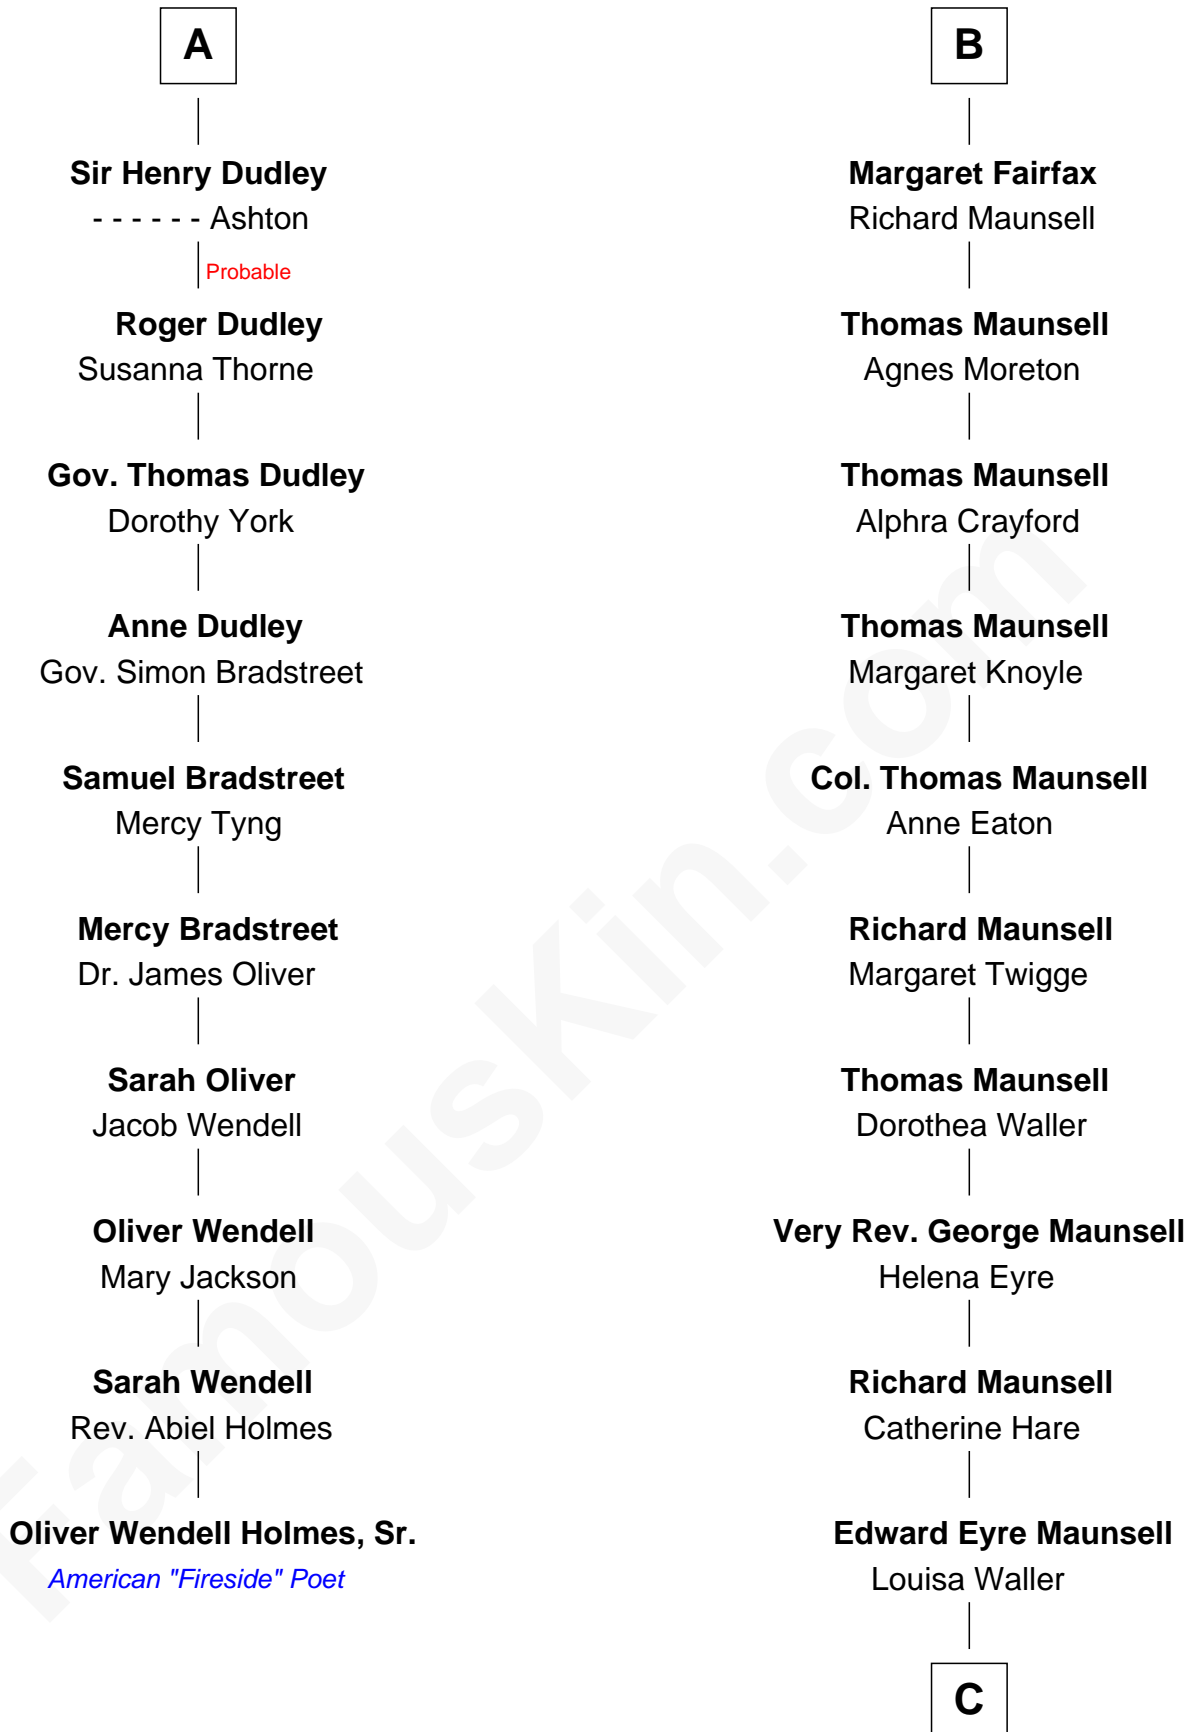 A
Sir Henry Dudley
- - - - - - Ashton
Probable
Roger Dudley
Susanna Thorne
Gov. Thomas Dudley
Dorothy York
Anne Dudley
Gov. Simon Bradstreet
Samuel Bradstreet
Mercy Tyng
Mercy Bradstreet
Dr. James Oliver
Sarah Oliver
Jacob Wendell
Oliver Wendell
Mary Jackson
Sarah Wendell
Rev. Abiel Holmes
Oliver Wendell Holmes, Sr.
American "Fireside" Poet
B
Margaret Fairfax
Richard Maunsell
Thomas Maunsell
Agnes Moreton
Thomas Maunsell
Alphra Crayford
Thomas Maunsell
Margaret Knoyle
Col. Thomas Maunsell
Anne Eaton
Richard Maunsell
Margaret Twigge
Thomas Maunsell
Dorothea Waller
Very Rev. George Maunsell
Helena Eyre
Richard Maunsell
Catherine Hare
Edward Eyre Maunsell
Louisa Waller
C
FamousKin.com